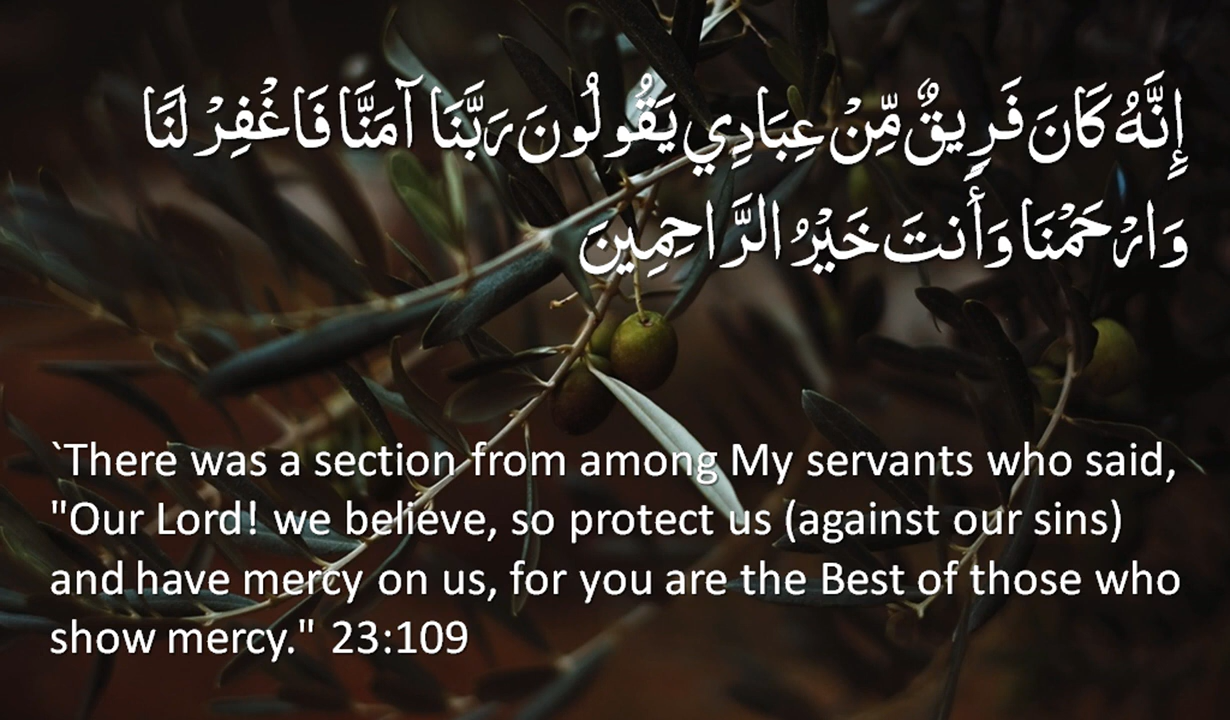 إِنَّهُ كَانَ فَرِيقٌ مِّنْ عِبَادِي يَقُولُونَ رَبَّنَا آمَنَّا فَاغْفِرْ لَنَا
وَارْحَمْنَا وَأَنتَ خَيْرُ الرَّاحِمِينَ
`There was a section from among My servants who said,
"Our Lord! we believe, so protect us (against our sins)
and have mercy on us, for you are the Best of those who
show mercy." 23:109